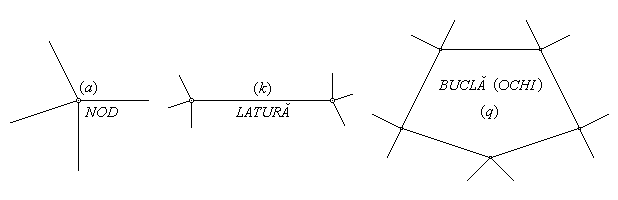 (a)
NOD
(k)
LATURĂ
BUCLĂ (OCHI)
(q)